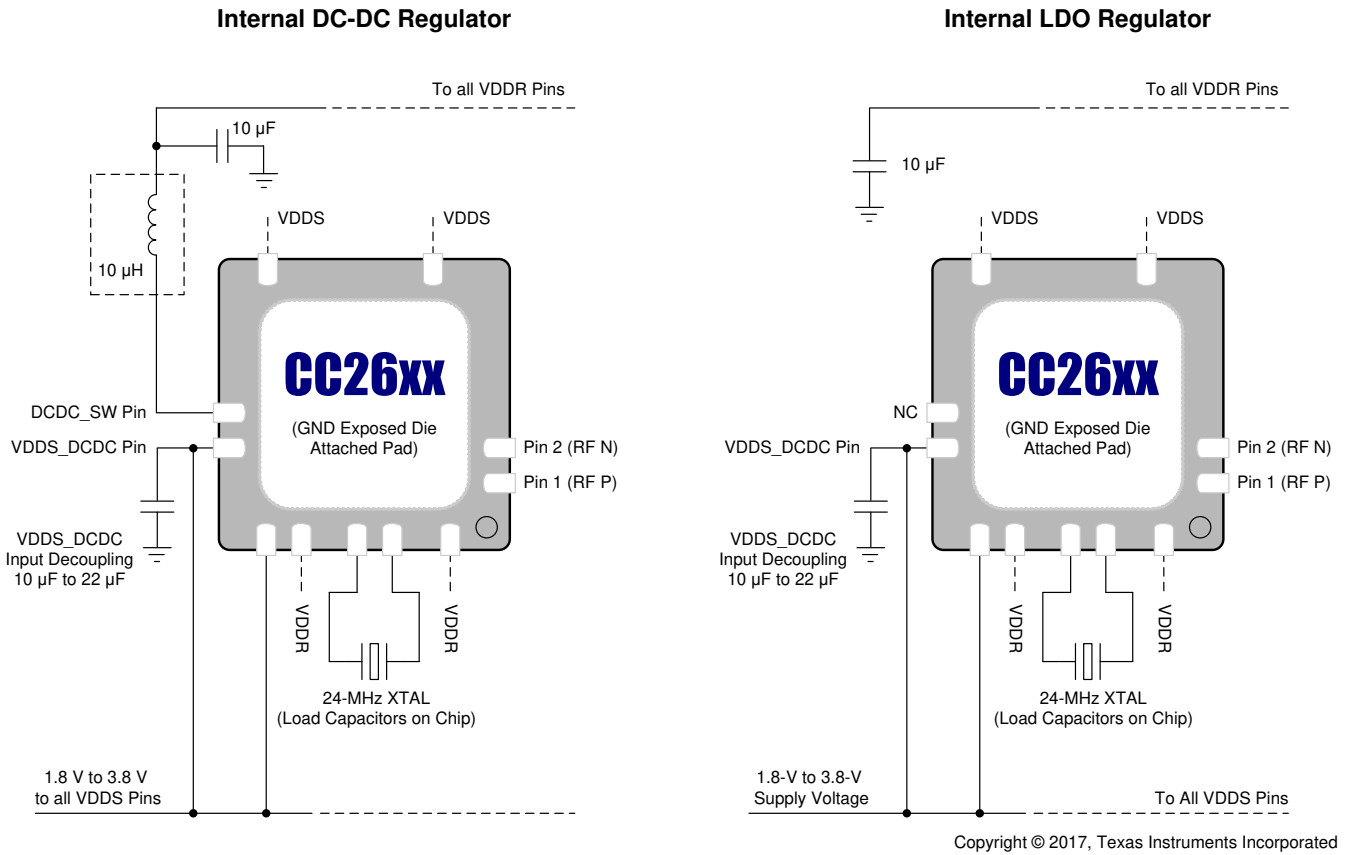 Internal DC-DC Regulator
To all VDDR Pins
10 µF
10 µH
VDDS
VDDS
CC26xx
(GND Exposed Die
Attached Pad)
DCDC_SW Pin
VDDS_DCDC Pin
Pin 2 (RF N)
Pin 1 (RF P)
VDDS_DCDC
Input Decoupling
10 µF to 22 µF
VDDR
VDDR
24-MHz XTAL
(Load Capacitors on Chip)
1.8 V to 3.8 V
to all VDDS Pins
Internal LDO Regulator
To all VDDR Pins
10 µF
VDDS
VDDS
CC26xx
(GND Exposed Die
Attached Pad)
NC
VDDS_DCDC Pin
Pin 2 (RF N)
Pin 1 (RF P)
VDDS_DCDC
Input Decoupling
10 µF to 22 µF
VDDR
VDDR
24-MHz XTAL
(Load Capacitors on Chip)
1.8-V to 3.8-V
Supply Voltage
To All VDDS Pins
Copyright © 2017, Texas Instruments Incorporated